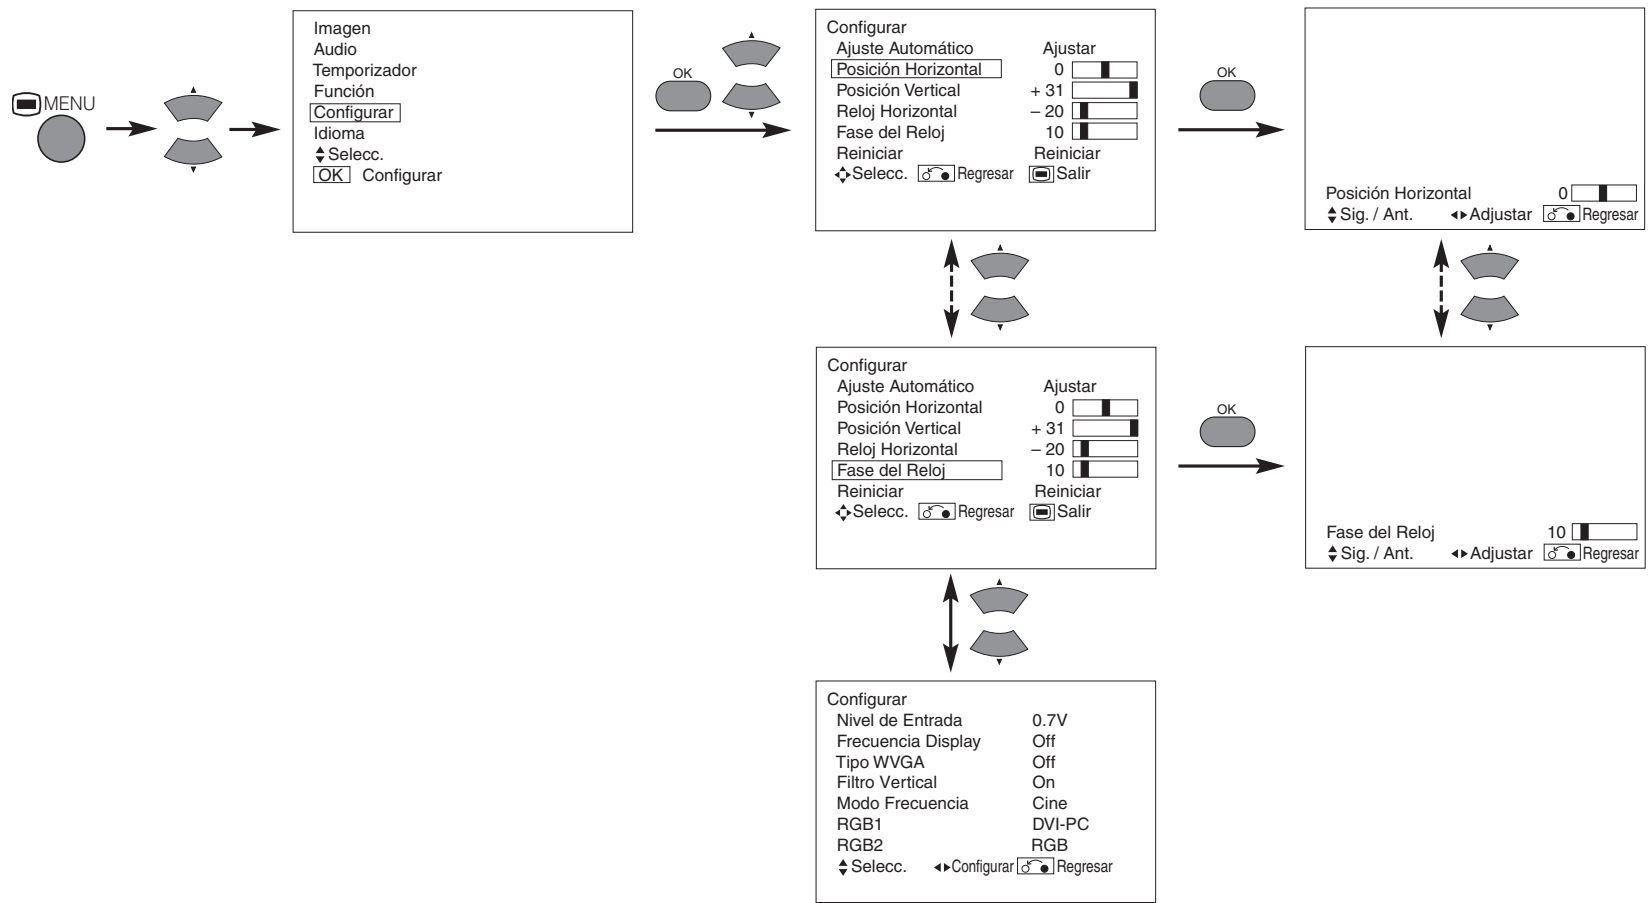 MENU
Imagen
Audio
Temporizador
Función
Configurar
Idioma
Selecc.
OK Configurar
OK
Configurar
Ajuste Automático Ajustar
Posición Horizontal 0
Posición Vertical + 31
Reloj Horizontal – 20
Fase del Reloj 10
Reiniciar Reiniciar
Selecc. Regresar Salir
OK
Posición Horizontal 0
Sig. / Ant. Adjustar Regresar
Configurar
Ajuste Automático Ajustar
Posición Horizontal 0
Posición Vertical + 31
Reloj Horizontal – 20
Fase del Reloj 10
Reiniciar Reiniciar
Selecc. Regresar Salir
OK
Fase del Reloj 10
Sig. / Ant. Adjustar Regresar
Configurar
Nivel de Entrada 0.7V
Frecuencia Display Off
Tipo WVGA Off
Filtro Vertical On
Modo Frecuencia Cine
RGB1 DVI-PC
RGB2 RGB
Selecc. Configurar Regresar